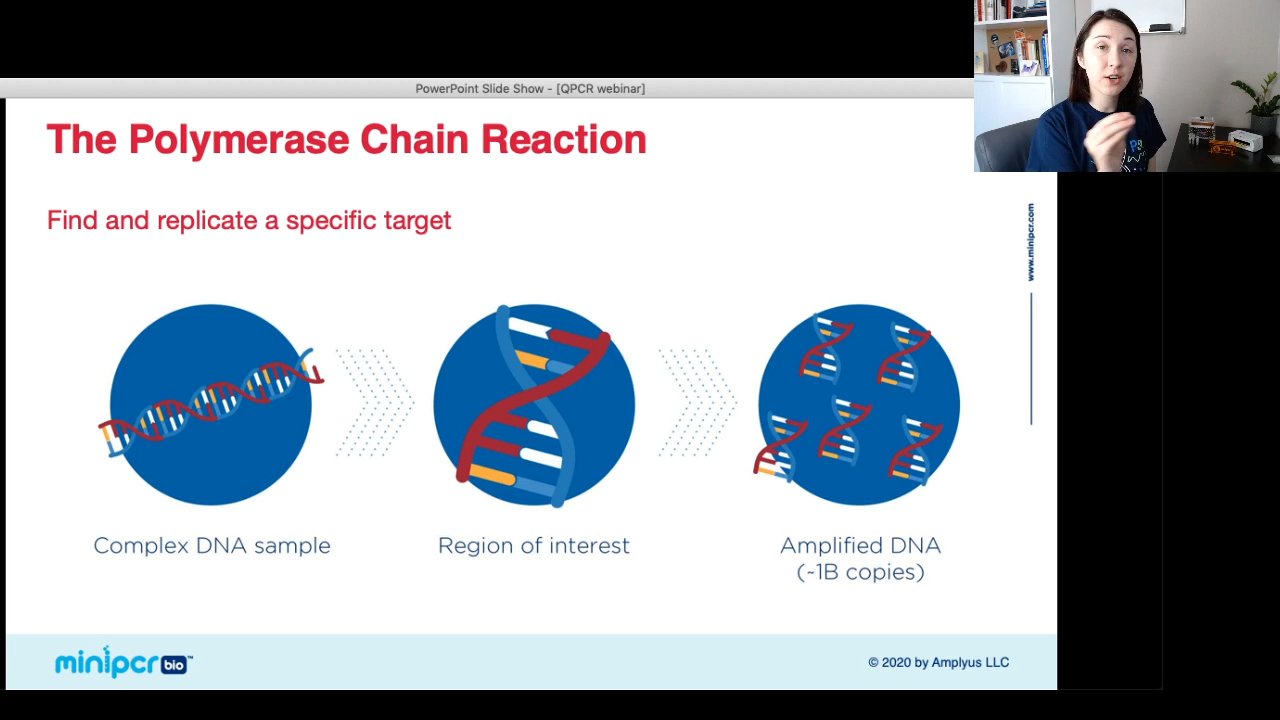 PowerPoint Slide Show - [QPCR webinar]
The Polymerase Chain Reaction
Find and replicate a specific target
www.minipcr.com
Complex DNA sample
Region of interest
Amplified DNA
(~1B copies)
minipcr bio™
© 2020 by Amplyus LLC